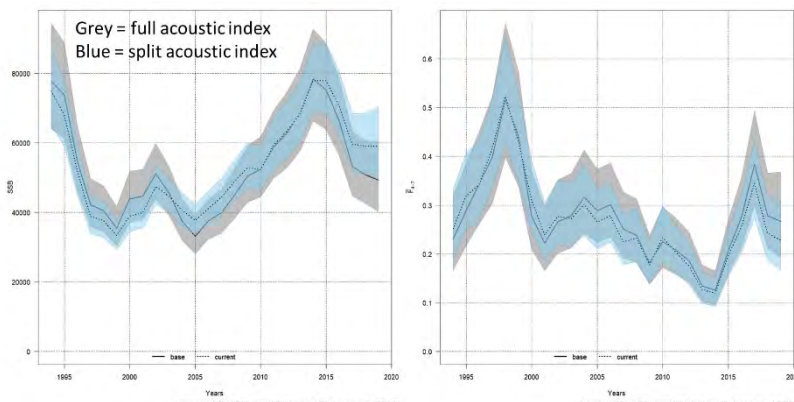 Grey = full acoustic index
Blue = split acoustic index
SSB
80000
60000
40000
20000
0
1995
2000
2005
2010
2015
2020
Years
base
current
0.6
0.5
0.4
0.3
0.2
0.1
0.0
1995
2000
2005
2010
2015
2020
Years
base
current